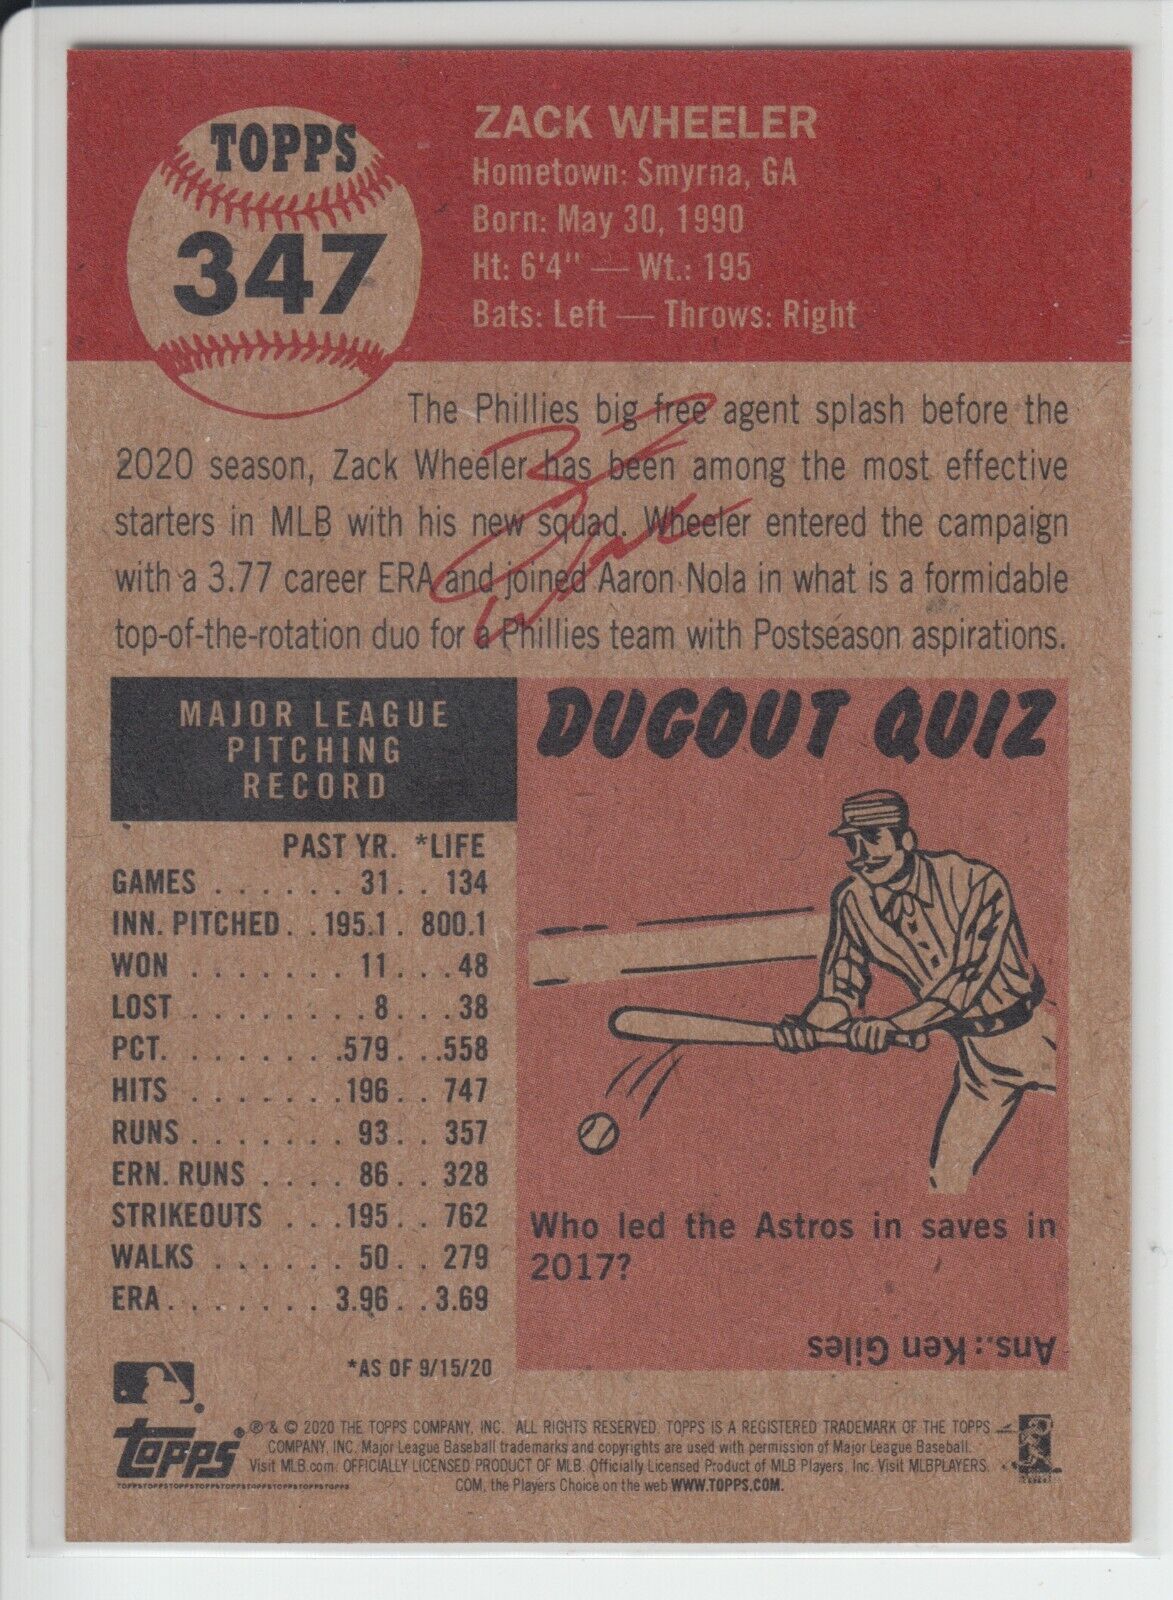 TOPPS
347
ZACK WHEELER
Hometown: Smyrna, GA
Born: May 30, 1990
Ht: 6'4" — Wt.: 195
Bats: Left — Throws: Right
The Phillies big free agent splash before the
2020 season, Zack Wheeler has been among the most effective
starters in MLB with his new squad. Wheeler entered the campaign
with a 3.77 career ERA and joined Aaron Nola in what is a formidable
top-of-the-rotation duo for a Phillies team with Postseason aspirations.
MAJOR LEAGUE
PITCHING
RECORD
PAST YR. *LIFE
GAMES . . . . . . 31 . . 134
INN. PITCHED . . 195.1 . 800.1
WON . . . . . . . 11 . . . 48
LOST . . . . . . . . 8 . . . 38
PCT. . . . . . . . .579 . . .558
HITS . . . . . . . 196 . . 747
RUNS . . . . . . . 93 . . 357
ERN. RUNS . . . . 86 . . 328
STRIKEOUTS . . . 195 . . 762
WALKS . . . . . . 50 . . 279
ERA . . . . . . . 3.96 . . 3.69
*AS OF 9/15/20
DUGOUT QUIZ
Who led the Astros in saves in
2017?
Ans.: Ken Giles
topps®
TOPPSTOPPSTOPPSTOPPSTOPPSTOPPSTOPPSTOPPSTOPPSTOPPS
® & © 2020 THE TOPPS COMPANY, INC. ALL RIGHTS RESERVED. TOPPS IS A REGISTERED TRADEMARK OF THE TOPPS
COMPANY, INC. Major League Baseball trademarks and copyrights are used with permission of Major League Baseball.
Visit MLB.com. OFFICIALLY LICENSED PRODUCT OF MLB. Officially Licensed Product of MLB Players, Inc. Visit MLBPLAYERS.
COM, the Players Choice on the web WWW.TOPPS.COM.